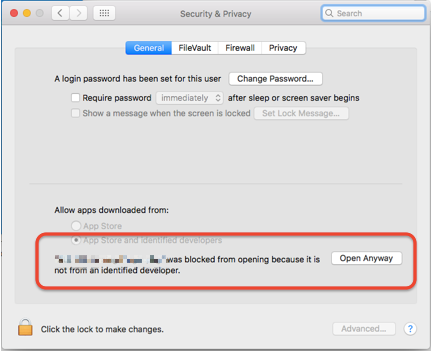 Security & Privacy
Search
General FileVault Firewall Privacy
A login password has been set for this user Change Password...
Require password immediately after sleep or screen saver begins
Show a message when the screen is locked Set Lock Message...
Allow apps downloaded from:
App Store
App Store and identified developers
was blocked from opening because it is Open Anyway
not from an identified developer.
Click the lock to make changes. Advanced... ?